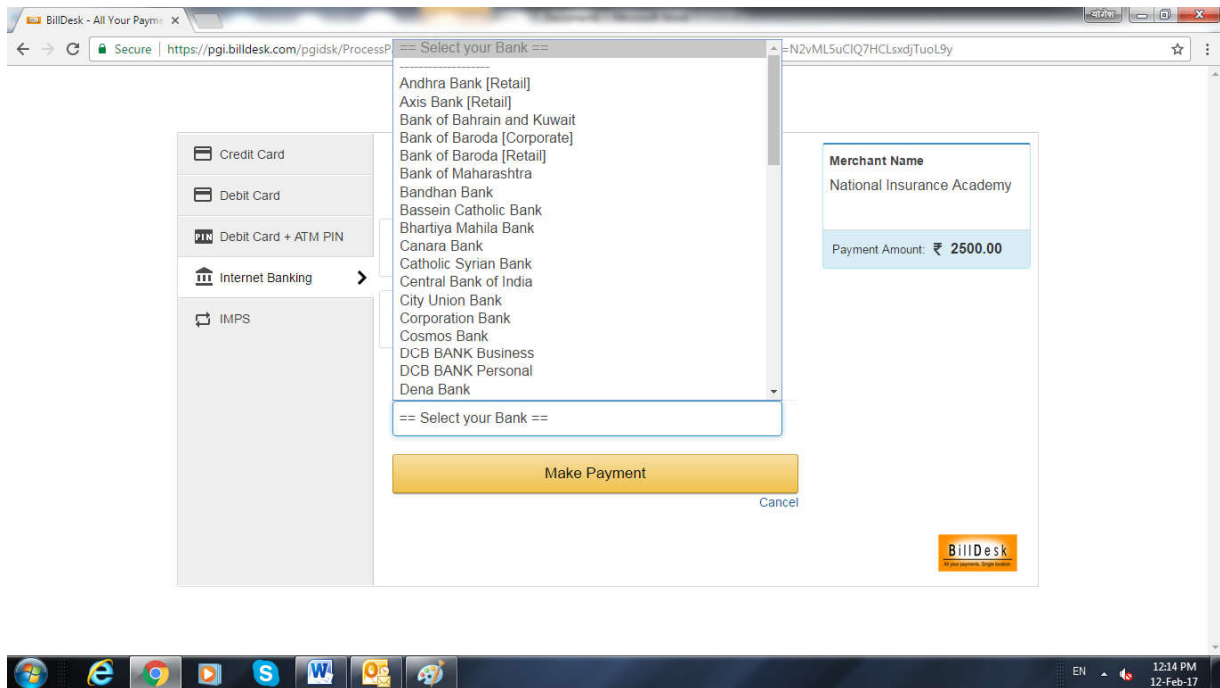 BillDesk - All Your Payme
Secure https://pgi.billdesk.com/pgidsk/ProcessP
=N2vML5uCIQ7HCLsxdjTuoL9y
== Select your Bank ==
--------------------
Andhra Bank [Retail]
Axis Bank [Retail]
Bank of Bahrain and Kuwait
Bank of Baroda [Corporate]
Bank of Baroda [Retail]
Bank of Maharashtra
Bandhan Bank
Bassein Catholic Bank
Bhartiya Mahila Bank
Canara Bank
Catholic Syrian Bank
Central Bank of India
City Union Bank
Corporation Bank
Cosmos Bank
DCB BANK Business
DCB BANK Personal
Dena Bank
== Select your Bank ==
Credit Card
Debit Card
PIN Debit Card + ATM PIN
Internet Banking
IMPS
Merchant Name
National Insurance Academy
Payment Amount: ₹ 2500.00
Make Payment
Cancel
BillDesk
All your payments. Single location
EN
12:14 PM
12-Feb-17